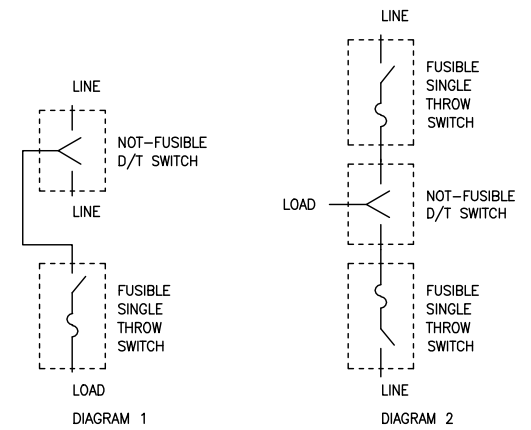 LINE
NOT-FUSIBLE
D/T SWITCH
LINE
FUSIBLE
SINGLE
THROW
SWITCH
LOAD
DIAGRAM 1
LINE
FUSIBLE
SINGLE
THROW
SWITCH
LOAD
NOT-FUSIBLE
D/T SWITCH
FUSIBLE
SINGLE
THROW
SWITCH
LINE
DIAGRAM 2